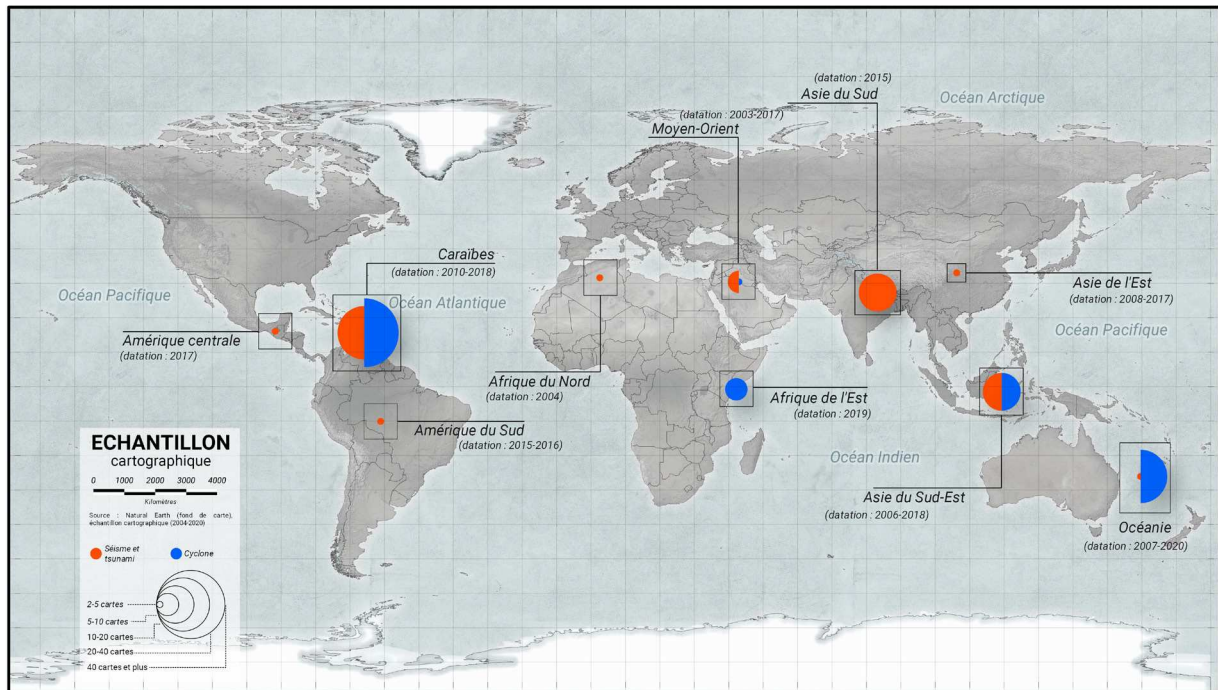 (datation : 2015)
Asie du Sud
Océan Arctique
(datation : 2003-2017)
Moyen-Orient
Caraïbes
(datation : 2010-2018)
Océan Pacifique
Océan Atlantique
Asie de l'Est
(datation : 2008-2017)
Océan Pacifique
Amérique centrale
(datation : 2017)
Afrique du Nord
(datation : 2004)
Afrique de l'Est
(datation : 2019)
Amérique du Sud
(datation : 2015-2016)
Océan Indien
Asie du Sud-Est
(datation : 2006-2018)
Océanie
(datation : 2007-2020)
ECHANTILLON
cartographique
0 1000 2000 3000 4000
Kilomètres
Source : Natural Earth (fond de carte),
échantillon cartographique (2004-2020)
Séisme et
tsunami
Cyclone
2-5 cartes
5-10 cartes
10-20 cartes
20-40 cartes
40 cartes et plus